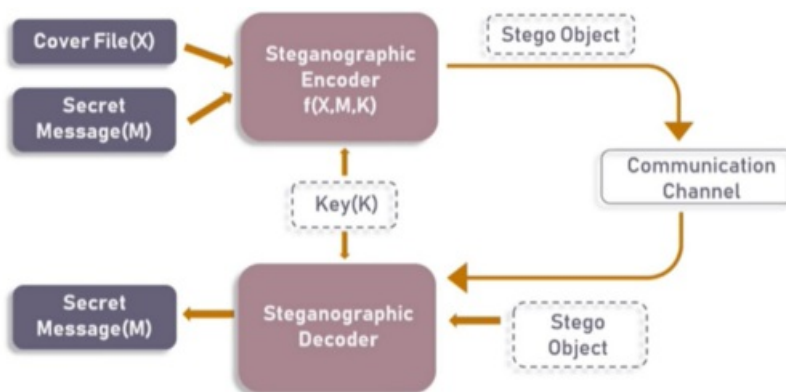 Cover File(X)
Secret
Message(M)
Steganographic
Encoder
f(X,M,K)
Stego Object
Communication
Channel
Key(K)
Secret
Message(M)
Steganographic
Decoder
Stego
Object